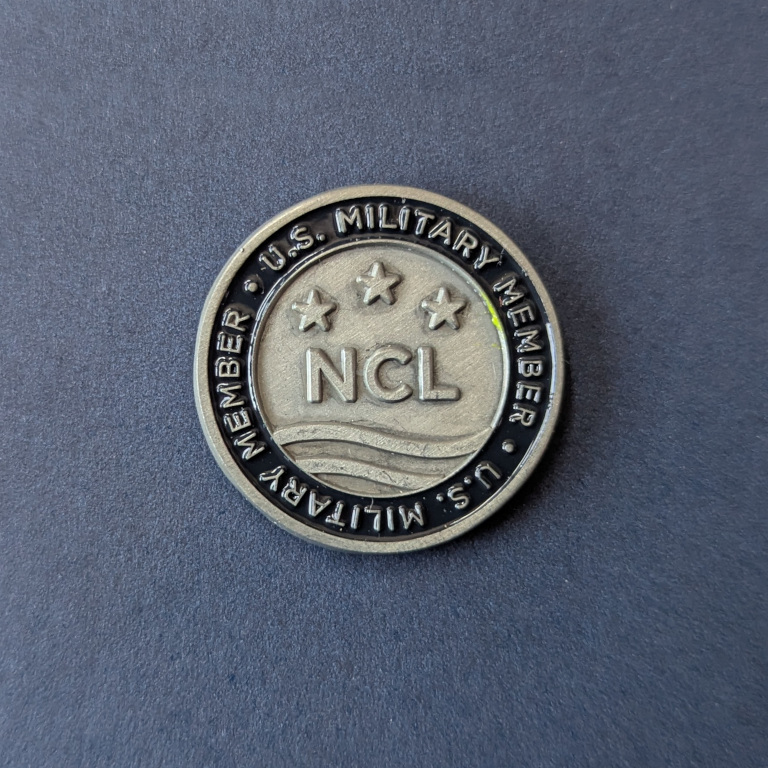 U.S. MILITARY MEMBER • U.S. MILITARY MEMBER •
NCL